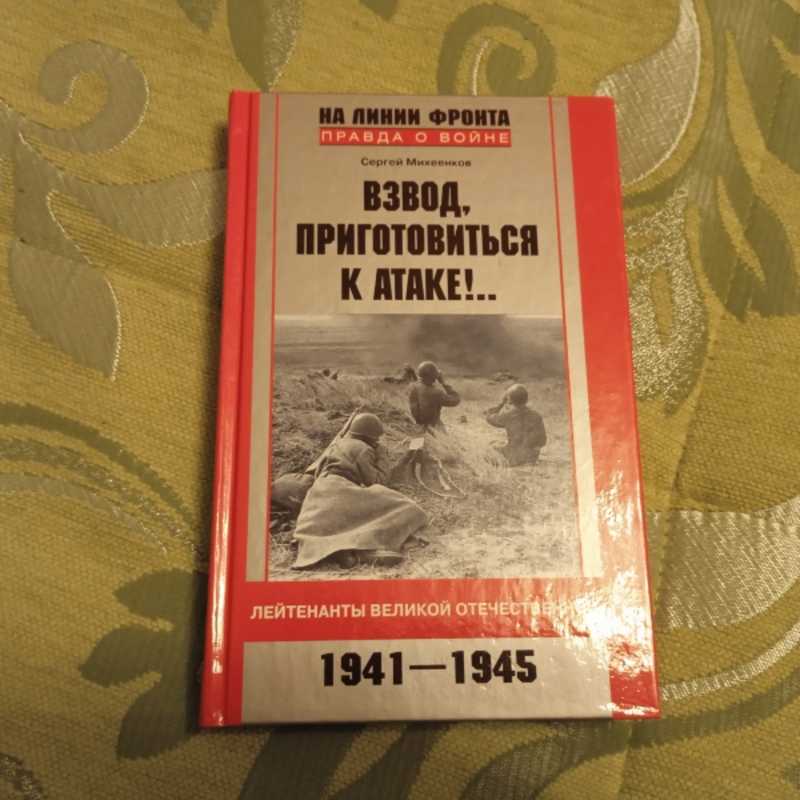 НА ЛИНИИ ФРОНТА
ПРАВДА О ВОЙНЕ
Сергей Михеенков
ВЗВОД,
ПРИГОТОВИТЬСЯ
К АТАКЕ!..
ЛЕЙТЕНАНТЫ ВЕЛИКОЙ
1941—1945